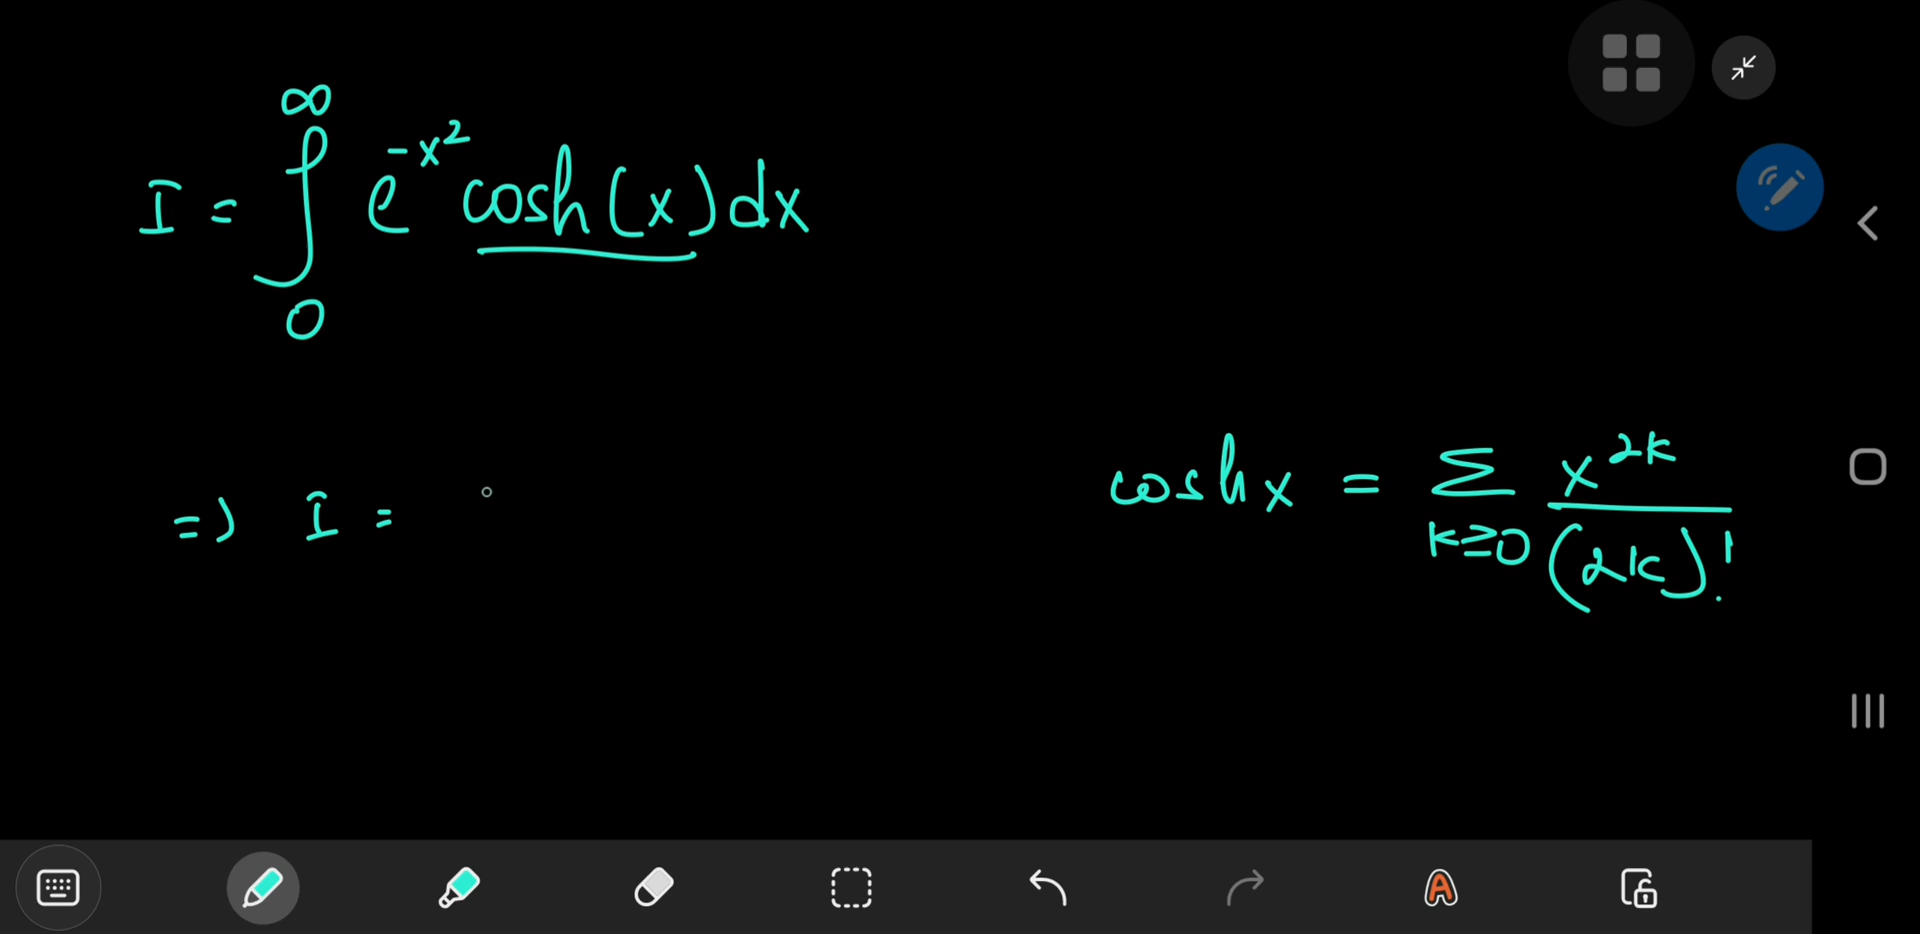 I = ∫₀^∞ e^{-x²} cosh(x) dx
cosh x = Σ_{k≥0} x^{2k}/(2k)!
=> I =